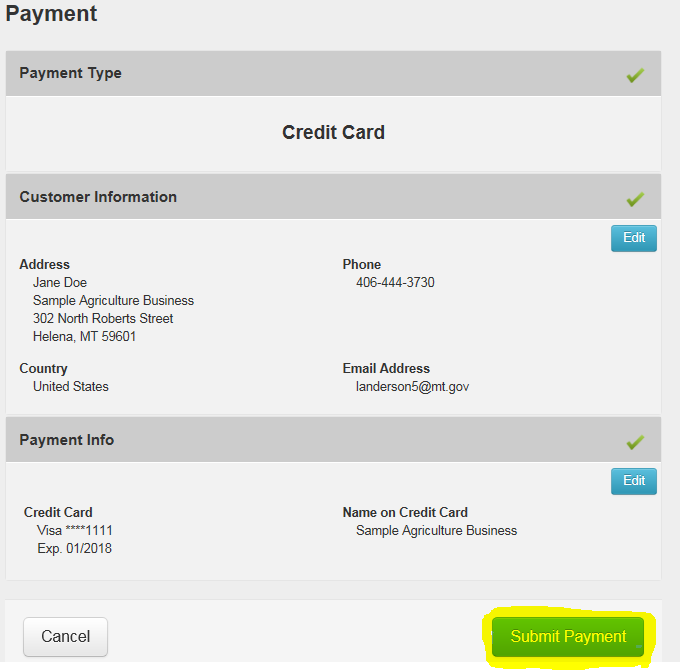 Payment
Payment Type
Credit Card
Customer Information
Edit
Address
Jane Doe
Sample Agriculture Business
302 North Roberts Street
Helena, MT 59601
Phone
406-444-3730
Country
United States
Email Address
landerson5@mt.gov
Payment Info
Edit
Credit Card
Visa ****1111
Exp. 01/2018
Name on Credit Card
Sample Agriculture Business
Cancel
Submit Payment